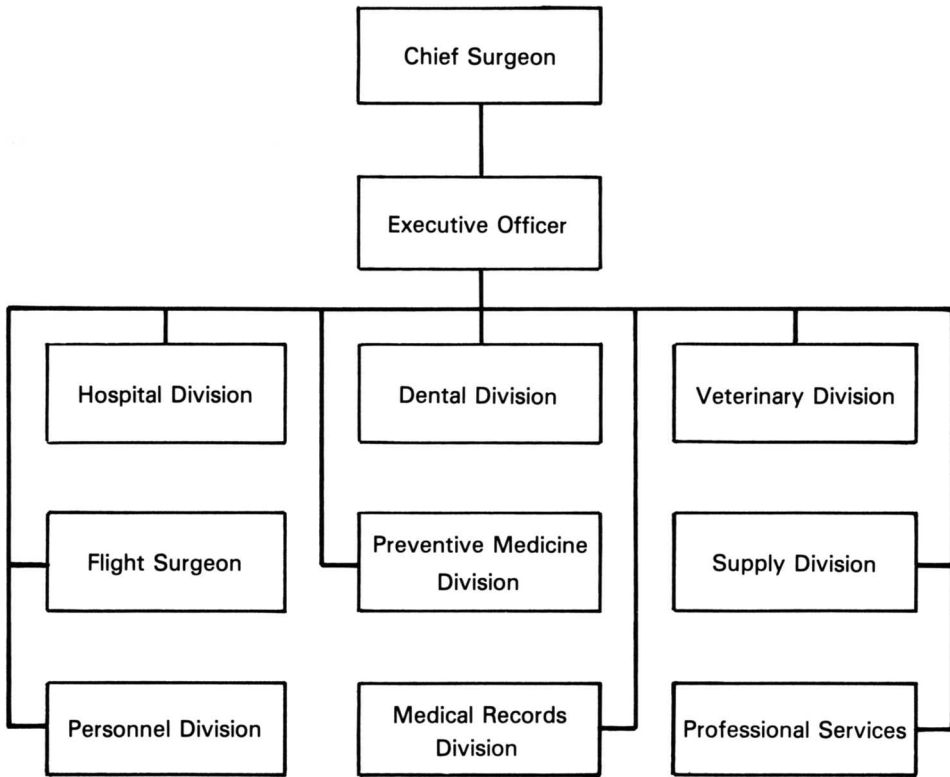 Chief Surgeon
Executive Officer
Hospital Division
Dental Division
Veterinary Division
Flight Surgeon
Preventive Medicine
Division
Supply Division
Personnel Division
Medical Records
Division
Professional Services